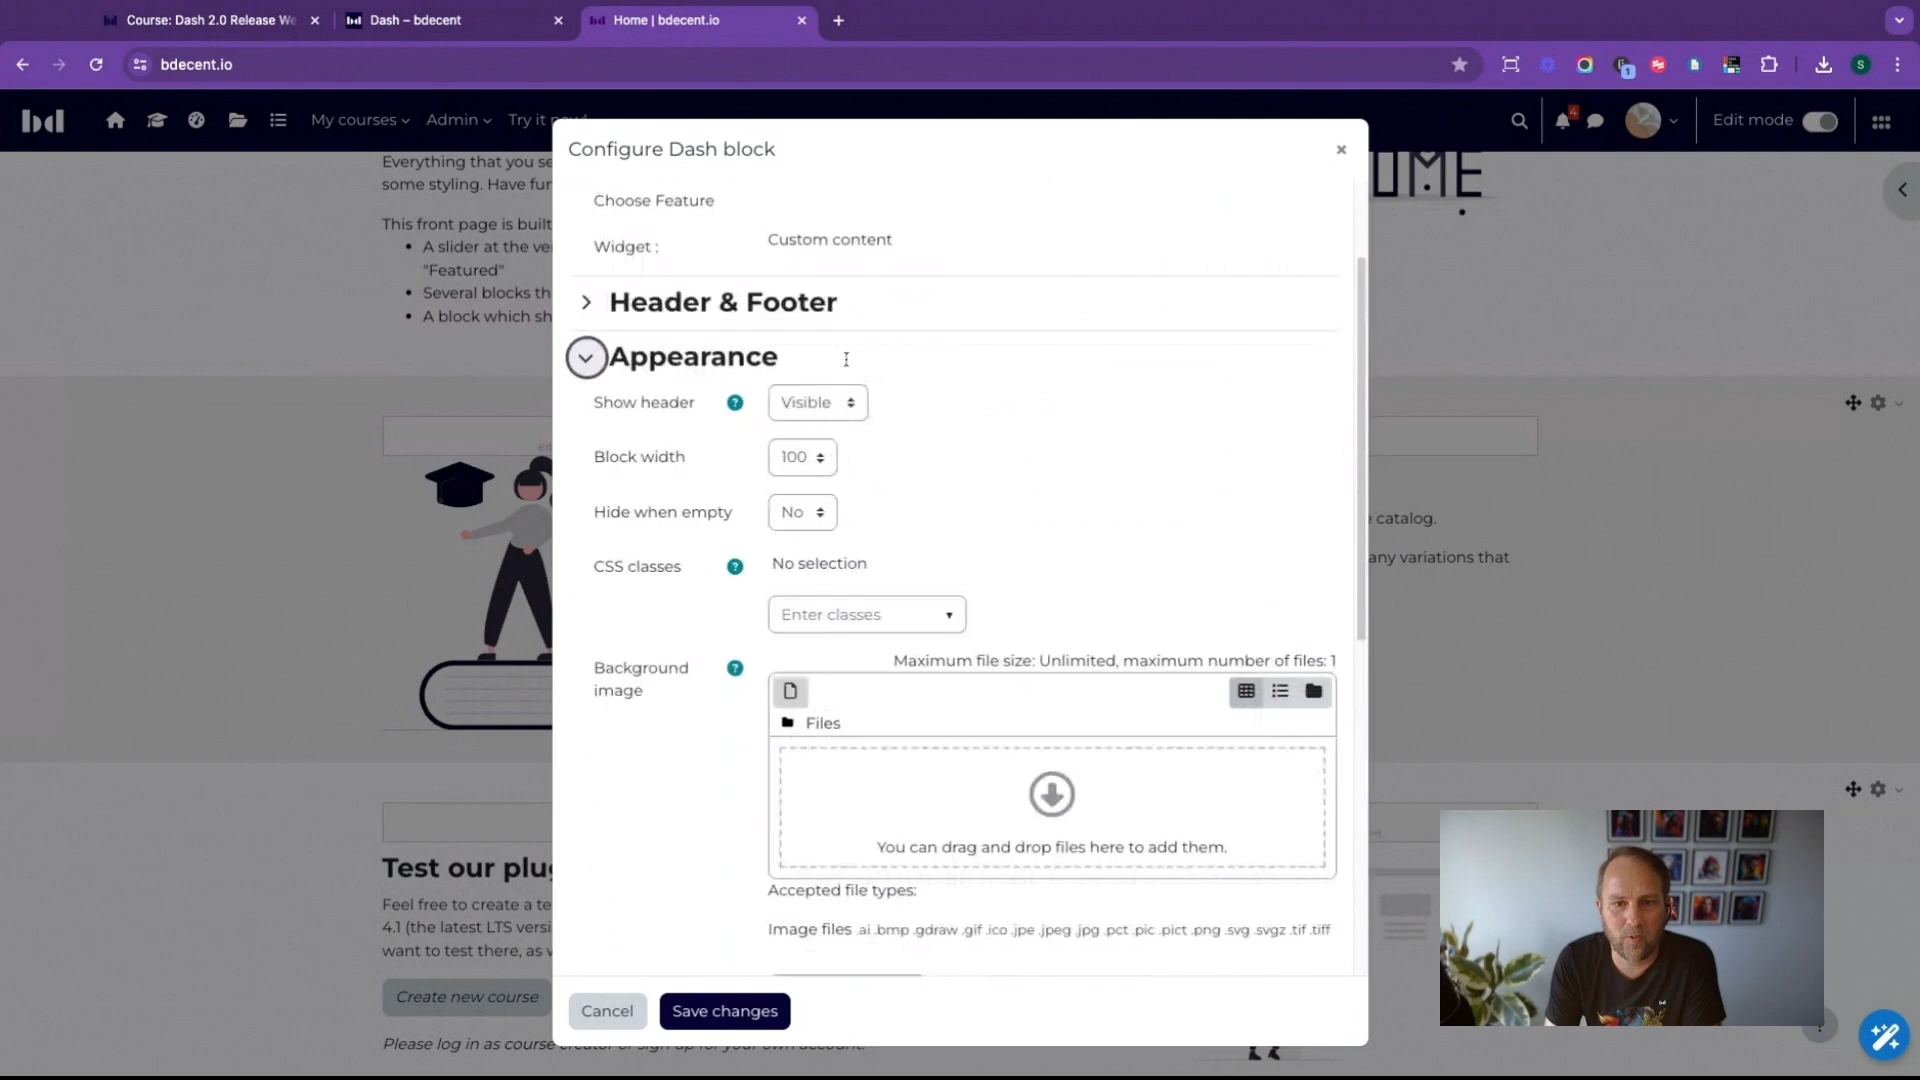 Course: Dash 2.0 Release We
Dash – bdecent
Home | bdecent.io
bdecent.io
bd
My courses
Admin
Try it now!
4
Edit mode
1
S
Configure Dash block
Everything that you se
some styling. Have fun
This front page is built
A slider at the ve
"Featured"
Several blocks th
A block which sh
Choose Feature
Widget :
Custom content
Header & Footer
Appearance
Show header
Visible
Block width
100
Hide when empty
No
CSS classes
No selection
Enter classes
catalog.
any variations that
Background
image
Maximum file size: Unlimited, maximum number of files: 1
Files
You can drag and drop files here to add them.
Accepted file types:
Image files .ai .bmp .gdraw .gif .ico .jpe .jpeg .jpg .pct .pic .pict .png .svg .svgz .tif .tiff
Test our plug
Feel free to create a te
4.1 (the latest LTS versi
want to test there, as v
Create new course
Cancel
Save changes
Please log in as course creator or sign up for your own account.